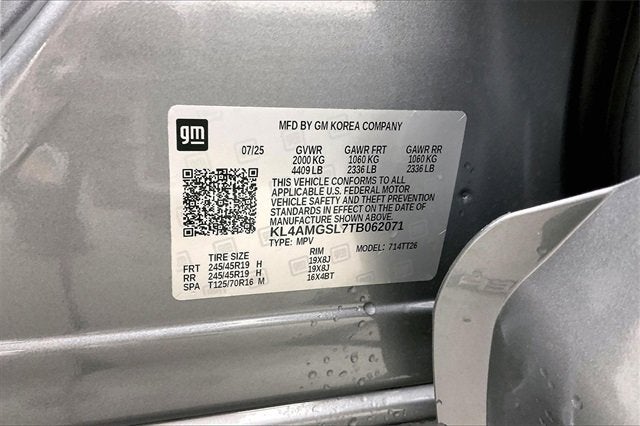 gm
MFD BY GM KOREA COMPANY
07/25 GVWR GAWR FRT GAWR RR
2000 KG 1060 KG 1060 KG
4409 LB 2336 LB 2336 LB
THIS VEHICLE CONFORMS TO ALL
APPLICABLE U.S. FEDERAL MOTOR
VEHICLE SAFETY AND THEFT PREVENTION
STANDARDS IN EFFECT ON THE DATE OF
MANUFACTURE SHOWN ABOVE.
KL4AMGSL7TB062071
TYPE: MPV MODEL: 714TT26
TIRE SIZE RIM
FRT 245/45R19 H 19X8J
RR 245/45R19 H 19X8J
SPA T125/70R16 M 16X4BT